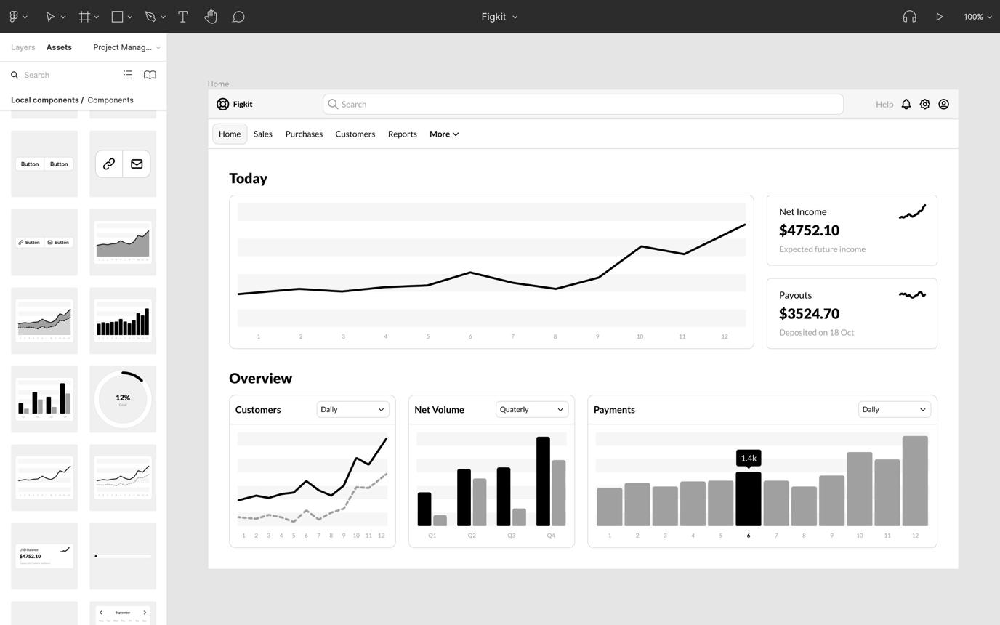 Figkit
100%
Layers Assets Project Manag...
Search
Local components / Components
Button Button
Button Button
12%
Goal
USD Balance
$4752.10
Expected future balance
September
Home
Figkit Search Help
Home Sales Purchases Customers Reports More
Today
1 2 3 4 5 6 7 8 9 10 11 12
Net Income
$4752.10
Expected future income
Payouts
$3524.70
Deposited on 18 Oct
Overview
Customers Daily
1 2 3 4 5 6 7 8 9 10 11 12
Net Volume Quaterly
Q1 Q2 Q3 Q4
Payments Daily
1.4k
1 2 3 4 5 6 7 8 9 10 11 12